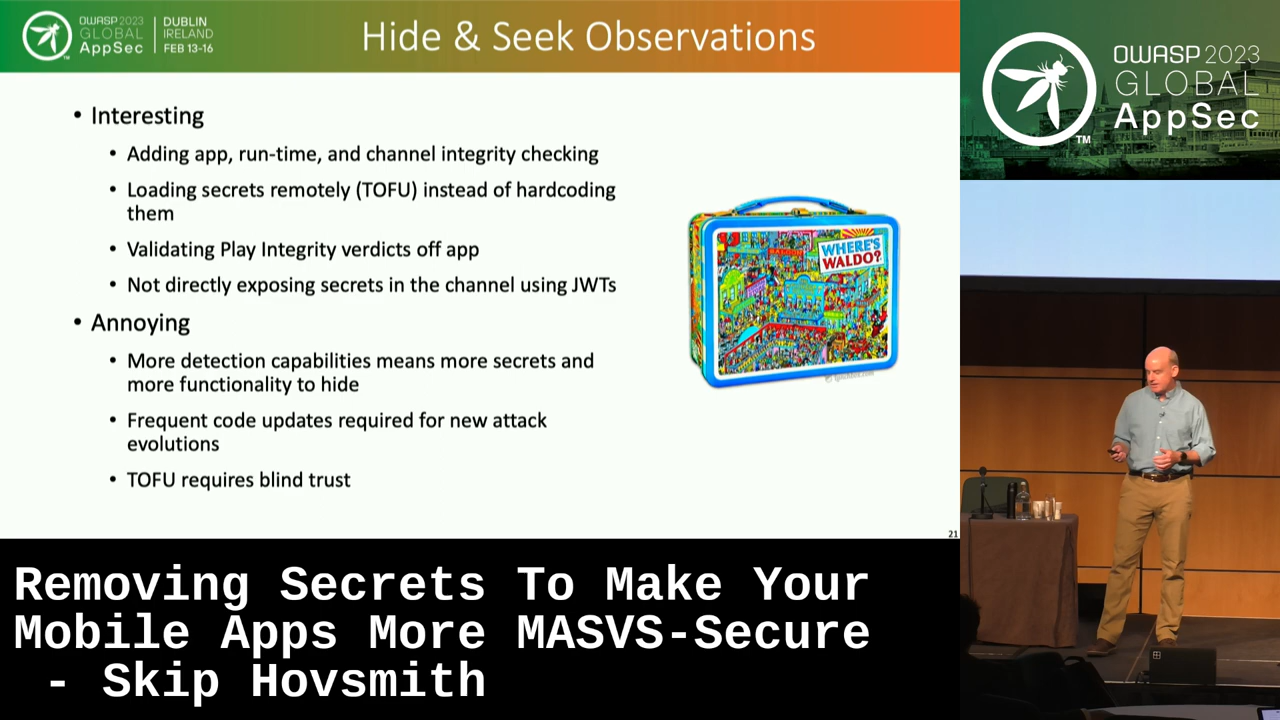 OWASP 2023
GLOBAL
AppSec
DUBLIN
IRELAND
FEB 13-16
TM
Hide & Seek Observations
• Interesting
• Adding app, run-time, and channel integrity checking
• Loading secrets remotely (TOFU) instead of hardcoding
them
• Validating Play Integrity verdicts off app
• Not directly exposing secrets in the channel using JWTs
• Annoying
• More detection capabilities means more secrets and
more functionality to hide
• Frequent code updates required for new attack
evolutions
• TOFU requires blind trust
WHERE'S
WALDO?
21
OWASP 2023
GLOBAL
AppSec
TM
Removing Secrets To Make Your
Mobile Apps More MASVS-Secure
- Skip Hovsmith